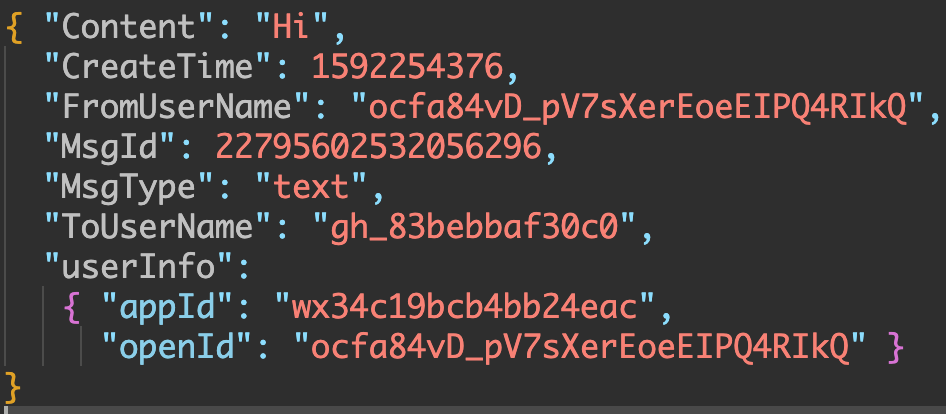 { "Content": "Hi",
"CreateTime": 1592254376,
"FromUserName": "ocfa84vD_pV7sXerEoeEIPQ4RIkQ",
"MsgId": 22795602532056296,
"MsgType": "text",
"ToUserName": "gh_83bebbaf30c0",
"userInfo":
{ "appId": "wx34c19bcb4bb24eac",
"openId": "ocfa84vD_pV7sXerEoeEIPQ4RIkQ" }
}